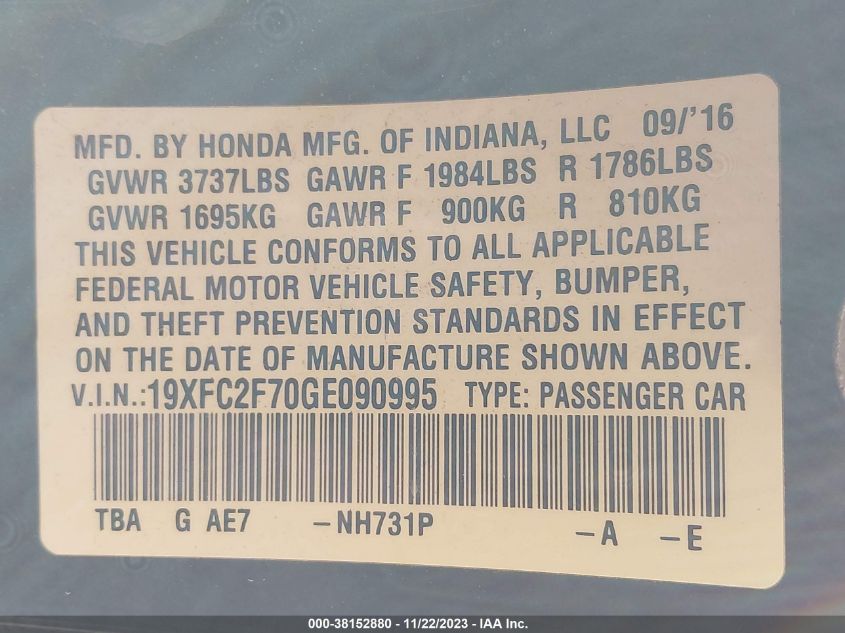 MFD. BY HONDA MFG. OF INDIANA, LLC 09/'16
GVWR 3737LBS GAWR F 1984LBS R 1786LBS
GVWR 1695KG GAWR F 900KG R 810KG
THIS VEHICLE CONFORMS TO ALL APPLICABLE
FEDERAL MOTOR VEHICLE SAFETY, BUMPER,
AND THEFT PREVENTION STANDARDS IN EFFECT
ON THE DATE OF MANUFACTURE SHOWN ABOVE.
V.I.N.:19XFC2F70GE090995 TYPE: PASSENGER CAR
TBA G AE7 -NH731P -A -E
000-38152880 - 11/22/2023 - IAA Inc.